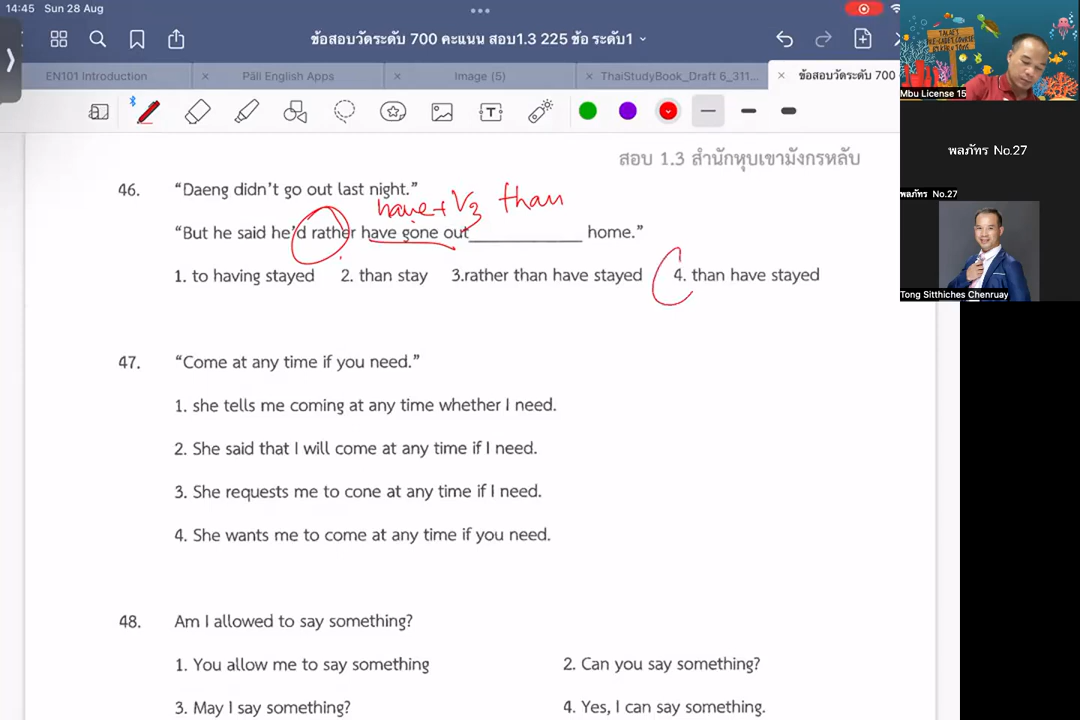 14:45 Sun 28 Aug
ข้อสอบวัดระดับ 700 คะแนน สอบ1.3 225 ข้อ ระดับ1
EN101 Introduction × Pāli English Apps × Image (5) × ThaiStudyBook_Draft 6_311... × ข้อสอบวัดระดับ 700
สอบ 1.3 สำนักหุบเขามังกรหลับ
46. “Daeng didn’t go out last night.”
have + V3 than
“But he said he’d rather have gone out____________ home.”
1. to having stayed 2. than stay 3.rather than have stayed 4. than have stayed
47. “Come at any time if you need.”
1. she tells me coming at any time whether I need.
2. She said that I will come at any time if I need.
3. She requests me to cone at any time if I need.
4. She wants me to come at any time if you need.
48. Am I allowed to say something?
1. You allow me to say something 2. Can you say something?
3. May I say something? 4. Yes, I can say something.
Mbu License 15
พลภัทร No.27
พลภัทร No.27
Tong Sitthiches Chenruay